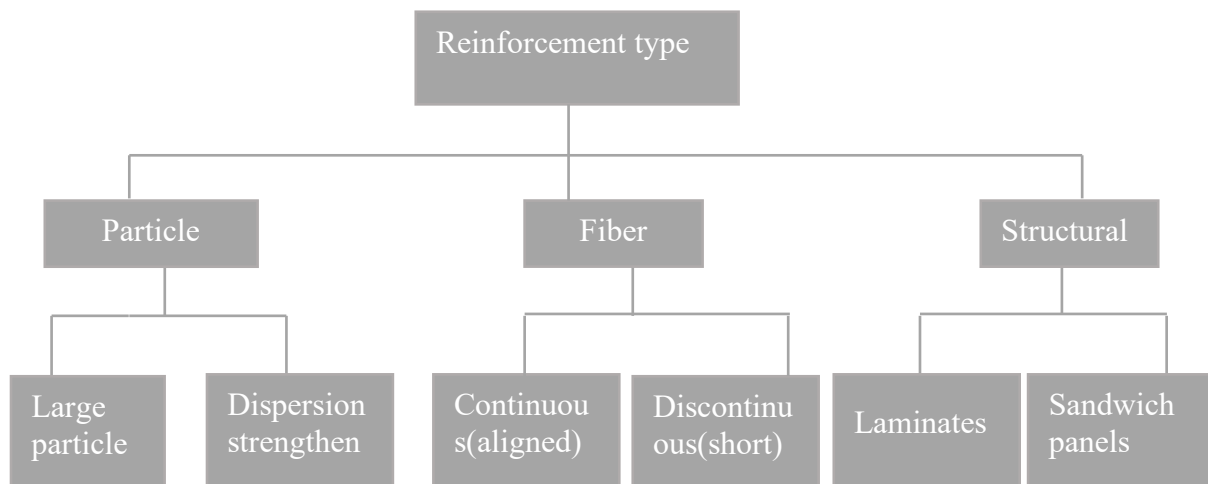 Reinforcement type
Particle
Fiber
Structural
Large
particle
Dispersion
strengthen
Continuou
s(aligned)
Discontinu
ous(short)
Laminates
Sandwich
panels